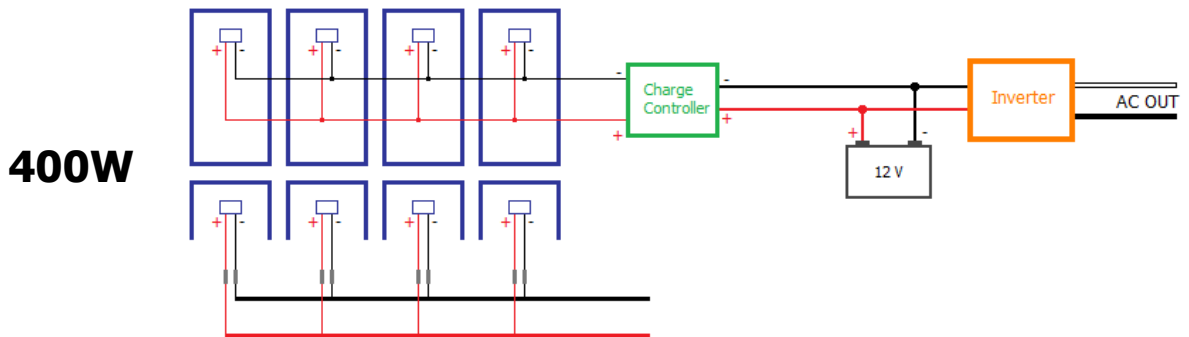 + - + - + - + -
- Charge - Inverter
Controller AC OUT
+ + + -
400W 12 V
+ - + - + - + -